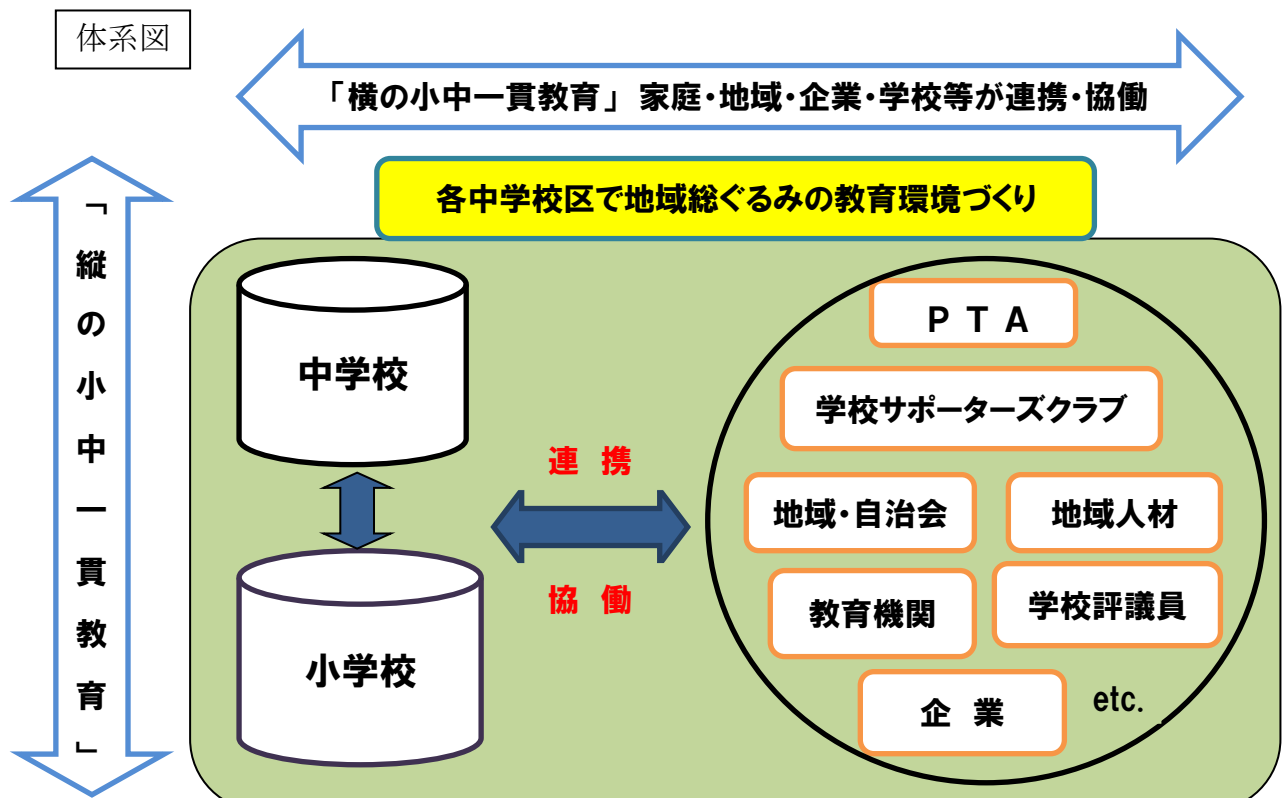 体系図
「横の小中一貫教育」 家庭・地域・企業・学校等が連携・協働
各中学校区で地域総ぐるみの教育環境づくり
「縦の小中一貫教育」
中学校
小学校
連 携
協 働
P T A
学校サポーターズクラブ
地域・自治会
地域人材
教育機関
学校評議員
企 業
etc.